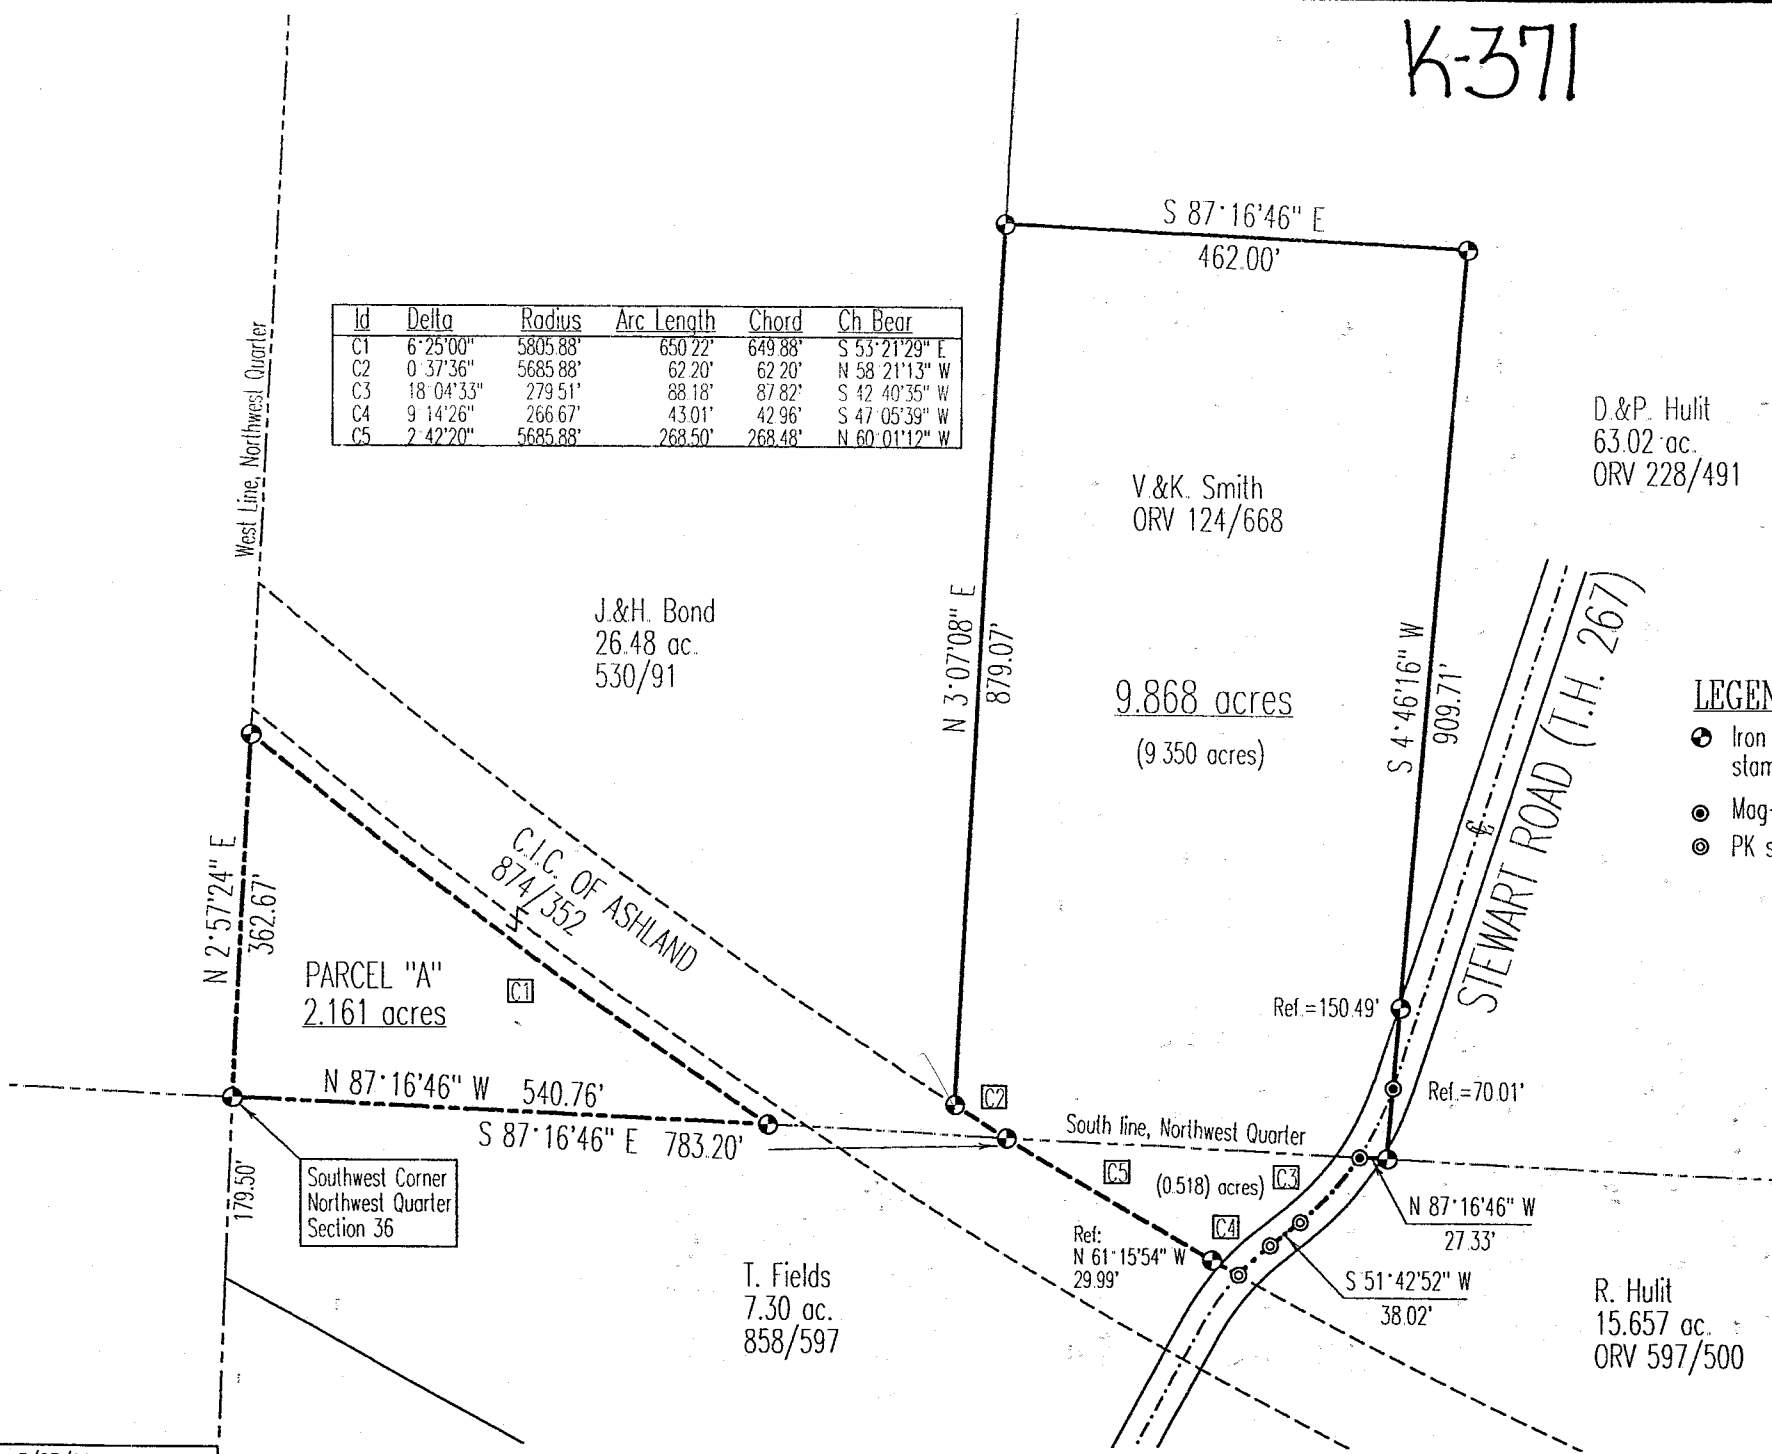 K-371
S 87°16'46" E
462.00'
West Line, Northwest Quarter
Id Delta Radius Arc Length Chord Ch Bear
C1 6°25'00" 5805.88' 650.22' 649.88' S 53°21'29" E
C2 0°37'36" 5685.88' 62.20' 62.20' N 58°21'13" W
C3 18°04'33" 279.51' 88.18' 87.82' S 42°40'35" W
C4 9°14'26" 266.67' 43.01' 42.96' S 47°05'39" W
C5 2°42'20" 5685.88' 268.50' 268.48' N 60°01'12" W
D.&P. Hulit
63.02 ac.
ORV 228/491
V.&K. Smith
ORV 124/668
J.&H. Bond
26.48 ac.
530/91
N 3°07'08" E
879.07'
9.868 acres
(9.350 acres)
S 4°46'16" W
909.71'
STEWART ROAD (T.H. 267)
LEGEN
Iron
stam
Mag-
PK s
C.I.C. OF ASHLAND
874/352
N 2°57'24" E
362.67'
PARCEL "A"
2.161 acres
C1
Ref.=150.49'
N 87°16'46" W 540.76'
S 87°16'46" E 783.20'
C2
Ref.=70.01'
South line, Northwest Quarter
179.50'
Southwest Corner
Northwest Quarter
Section 36
C5
(0.518) acres)
C3
N 87°16'46" W
27.33'
C4
Ref:
N 61°15'54" W
29.99'
S 51°42'52" W
38.02'
T. Fields
7.30 ac.
858/597
R. Hulit
15.657 ac.
ORV 597/500